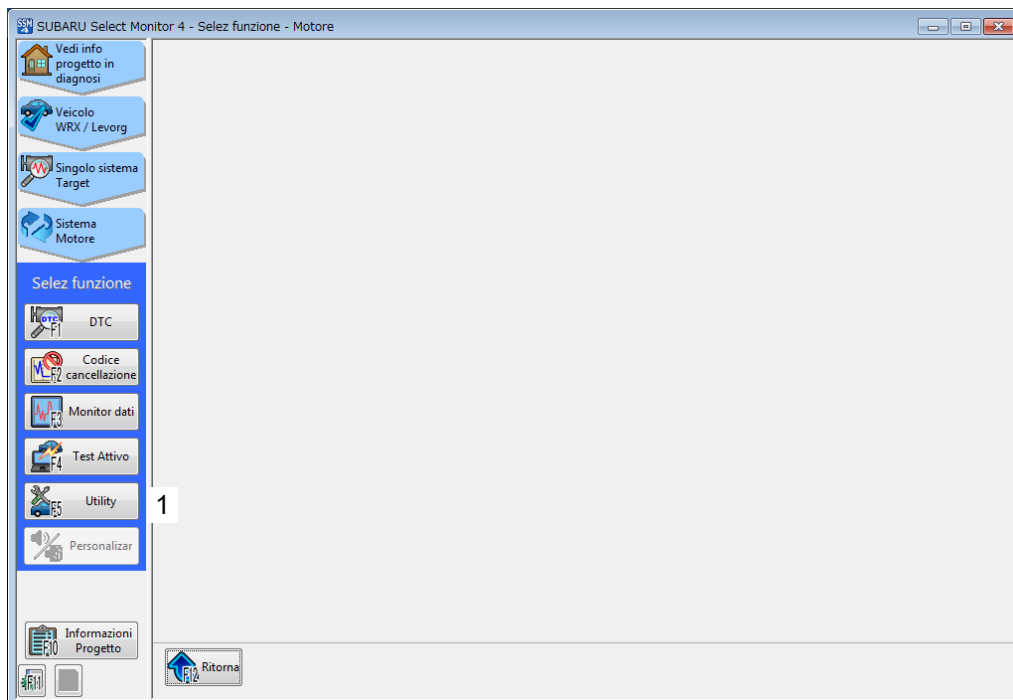 SSM
4
SUBARU Select Monitor 4 - Selez funzione - Motore
Vedi info
progetto in
diagnosi
Veicolo
WRX / Levorg
Singolo sistema
Target
Sistema
Motore
Selez funzione
DTC
F1
DTC
F2
Codice
cancellazione
F3
Monitor dati
F4
Test Attivo
F5
Utility
1
Personalizar
F10
Informazioni
Progetto
F11
F12
Ritorna